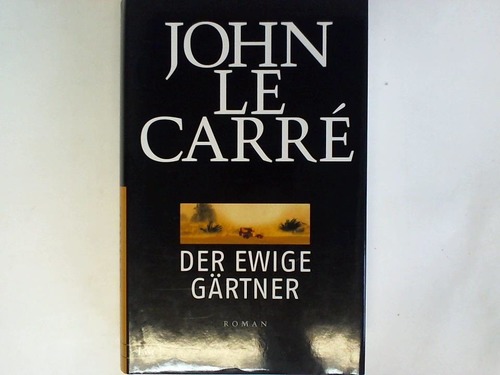 JOHN
LE
CARRÉ
DER EWIGE
GÄRTNER
ROMAN